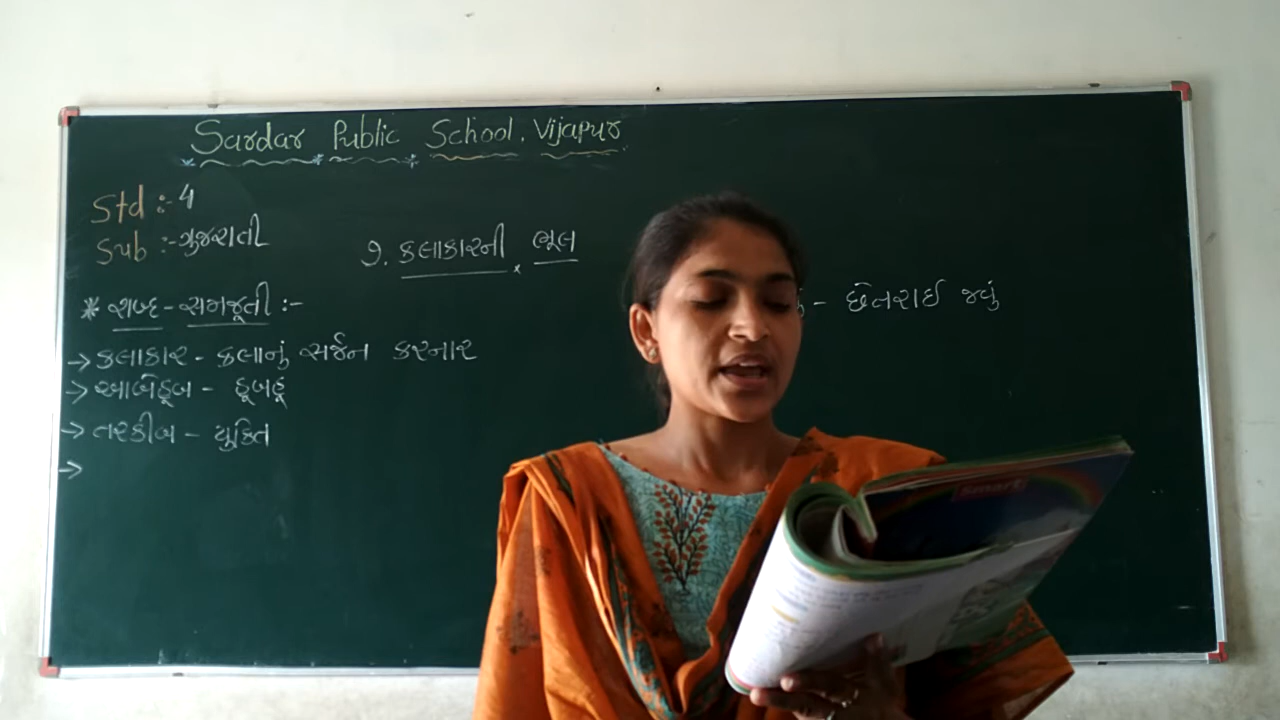 Sardar Public School, Vijapur
Std :- 4
Sub :- ગુજરાતી
૭. કલાકારની ભૂલ
* શબ્દ-સમજૂતી :-
- છેતરાઈ જવું
→ કલાકાર - કલાનું સર્જન કરનાર
→ આબેહૂબ - હૂબહૂ
→ તરકીબ - યુક્તિ
→
smart